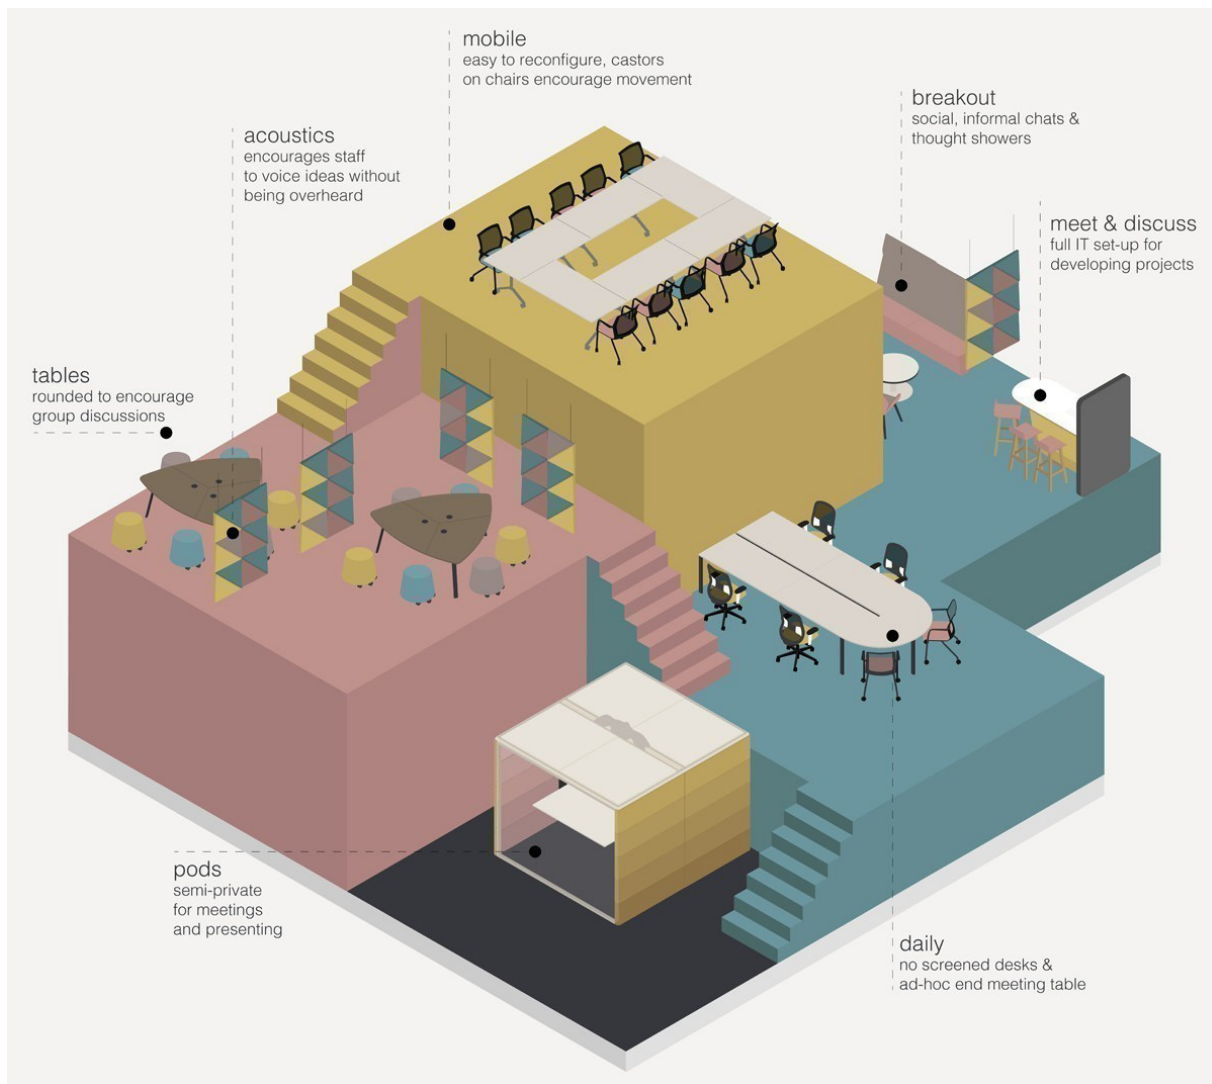 mobile
easy to reconfigure, castors
on chairs encourage movement
breakout
social, informal chats &
thought showers
acoustics
encourages staff
to voice ideas without
being overheard
meet & discuss
full IT set-up for
developing projects
tables
rounded to encourage
group discussions
pods
semi-private
for meetings
and presenting
daily
no screened desks &
ad-hoc end meeting table